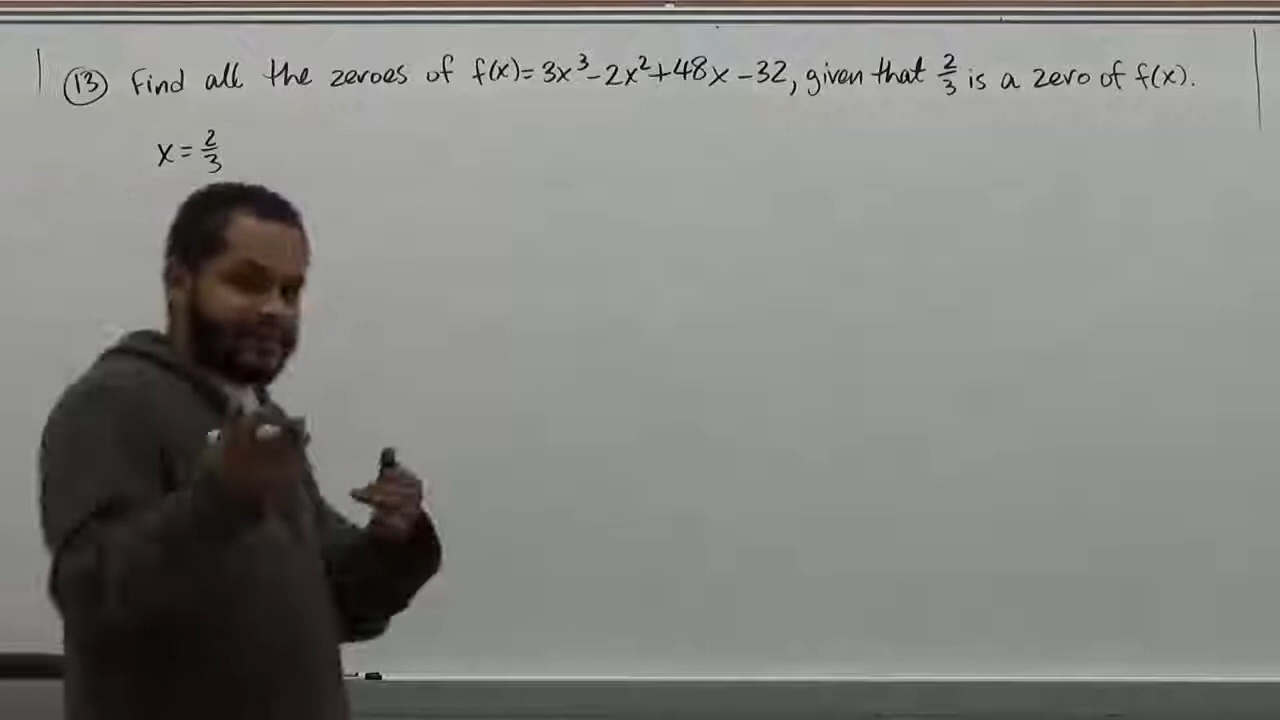 (13) Find all the zeroes of f(x)=3x³-2x²+48x-32, given that 2/3 is a zero of f(x).
x=2/3